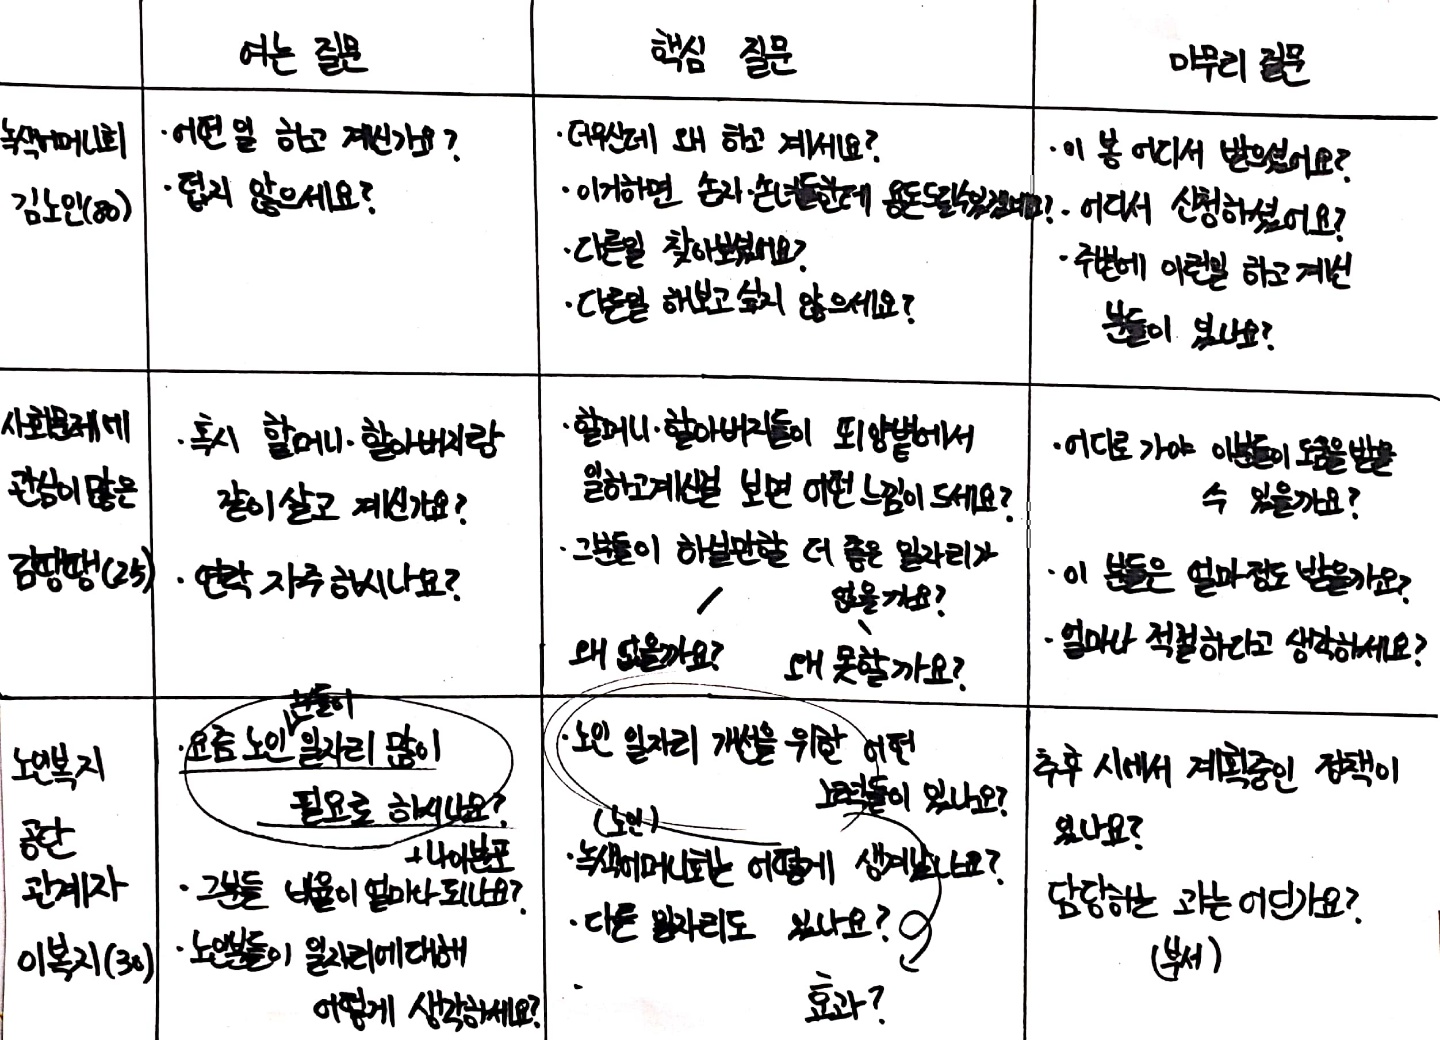 여는 질문
핵심 질문
마무리 질문
녹색어머니회
김노인(80)
·어떤 일 하고 계신가요?
·덥지 않으세요?
·더우신데 왜 하고 계세요?
·이거하면 손자·손녀들한테 용돈도드릴수있겠네요?
·다른일 찾아보셨어요?
·다른일 해보고 싶지 않으세요?
·이 봉 어디서 받으셨어요?
·어디서 신청하셨어요?
·주변에 이런일 하고 계신
분들이 있나요?
사회문제에
관심이 많은
김땡땡(25)
·혹시 할머니·할아버지랑
같이 살고 계신가요?
·연락 자주 하시나요?
·할머니·할아버지들이 뙤양볕에서
일하고계신걸 보면 어떤 느낌이 드세요?
·그분들이 하실만할 더 좋은 일자리가
없을까요?
왜 없을까요?
왜 못할까요?
·어디로 가야 이분들이 도움을 받을
수 있을까요?
·이 분들은 얼마정도 받을까요?
·얼마나 적절하다고 생각하세요?
노인복지
공단
관계자
이복지(30)
분들이
·요즘 노인 일자리 많이
필요로 하시나요?
+나이분포
·그분들 비율이 얼마나 되나요?
·노인분들이 일자리에대해
어떻게 생각하세요?
·노인 일자리 개선을 위한 어떤
노력들이 있나요?
(노인)
·녹색어머니회는 어떻게 생겨났나요?
·다른 일자리도 있나요?
효과?
추후 시에서 계획중인 정책이
있나요?
담당하는 과는 어딘가요?
(부서)